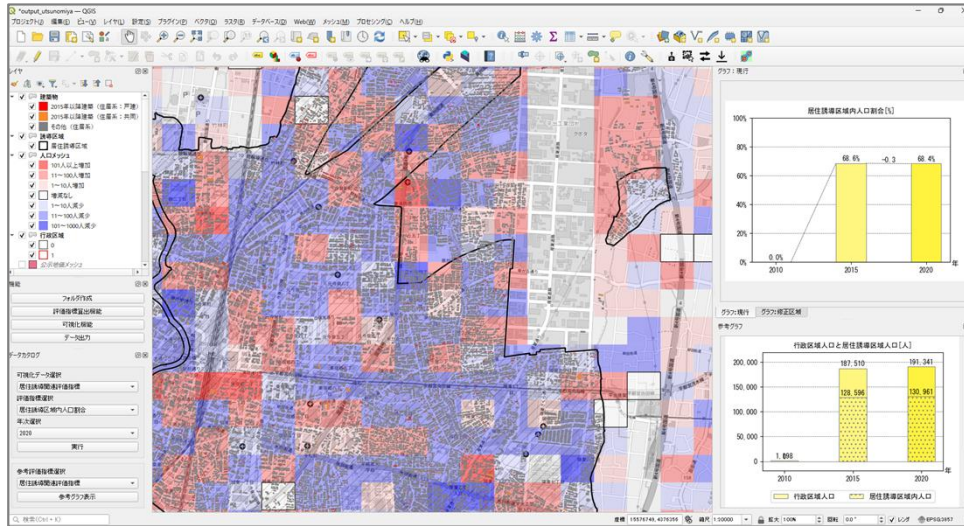 *output_utsunomiya — QGIS
プロジェクト(J) 編集(E) ビュー(V) レイヤ(L) 設定(S) プラグイン(P) ベクタ(O) ラスタ(R) データベース(D) Web(W) メッシュ(M) プロセシング(C) ヘルプ(H)
レイヤ
建築物
2015年以降建築（住居系：戸建）
2015年以降建築（住居系：共同）
その他（住居系）
誘導区域
居住誘導区域
人口メッシュ
101人以上増加
11～100人増加
1～10人増加
増減なし
1～10人減少
11～100人減少
101～1000人減少
行政区域
0
1
公示地価メッシュ
機能
フォルダ作成
評価指標算出機能
可視化機能
データ出力
データカタログ
可視化データ選択
居住誘導関連評価指標
評価指標選択
居住誘導区域内人口割合
年次選択
2020
実行
参考評価指標選択
居住誘導関連評価指標
参考グラフ表示
グラフ：現行
居住誘導区域内人口割合[%]
100%
80%
68.6%
-0.3
68.4%
60%
40%
20%
0.0%
0%
2010
2015
2020
年
グラフ:現行 グラフ:修正区域
参考グラフ
行政区域人口と居住誘導区域人口[人]
200,000
187,510
191,341
150,000
128,596
130,961
100,000
50,000
1,098
0
2010
2015
2020
年
行政区域人口
居住誘導区域内人口
検索(Ctrl + K)
座標 15576749,4376356
縮尺 1:30000
拡大 100%
回転 0.0°
レンダ
EPSG:3857